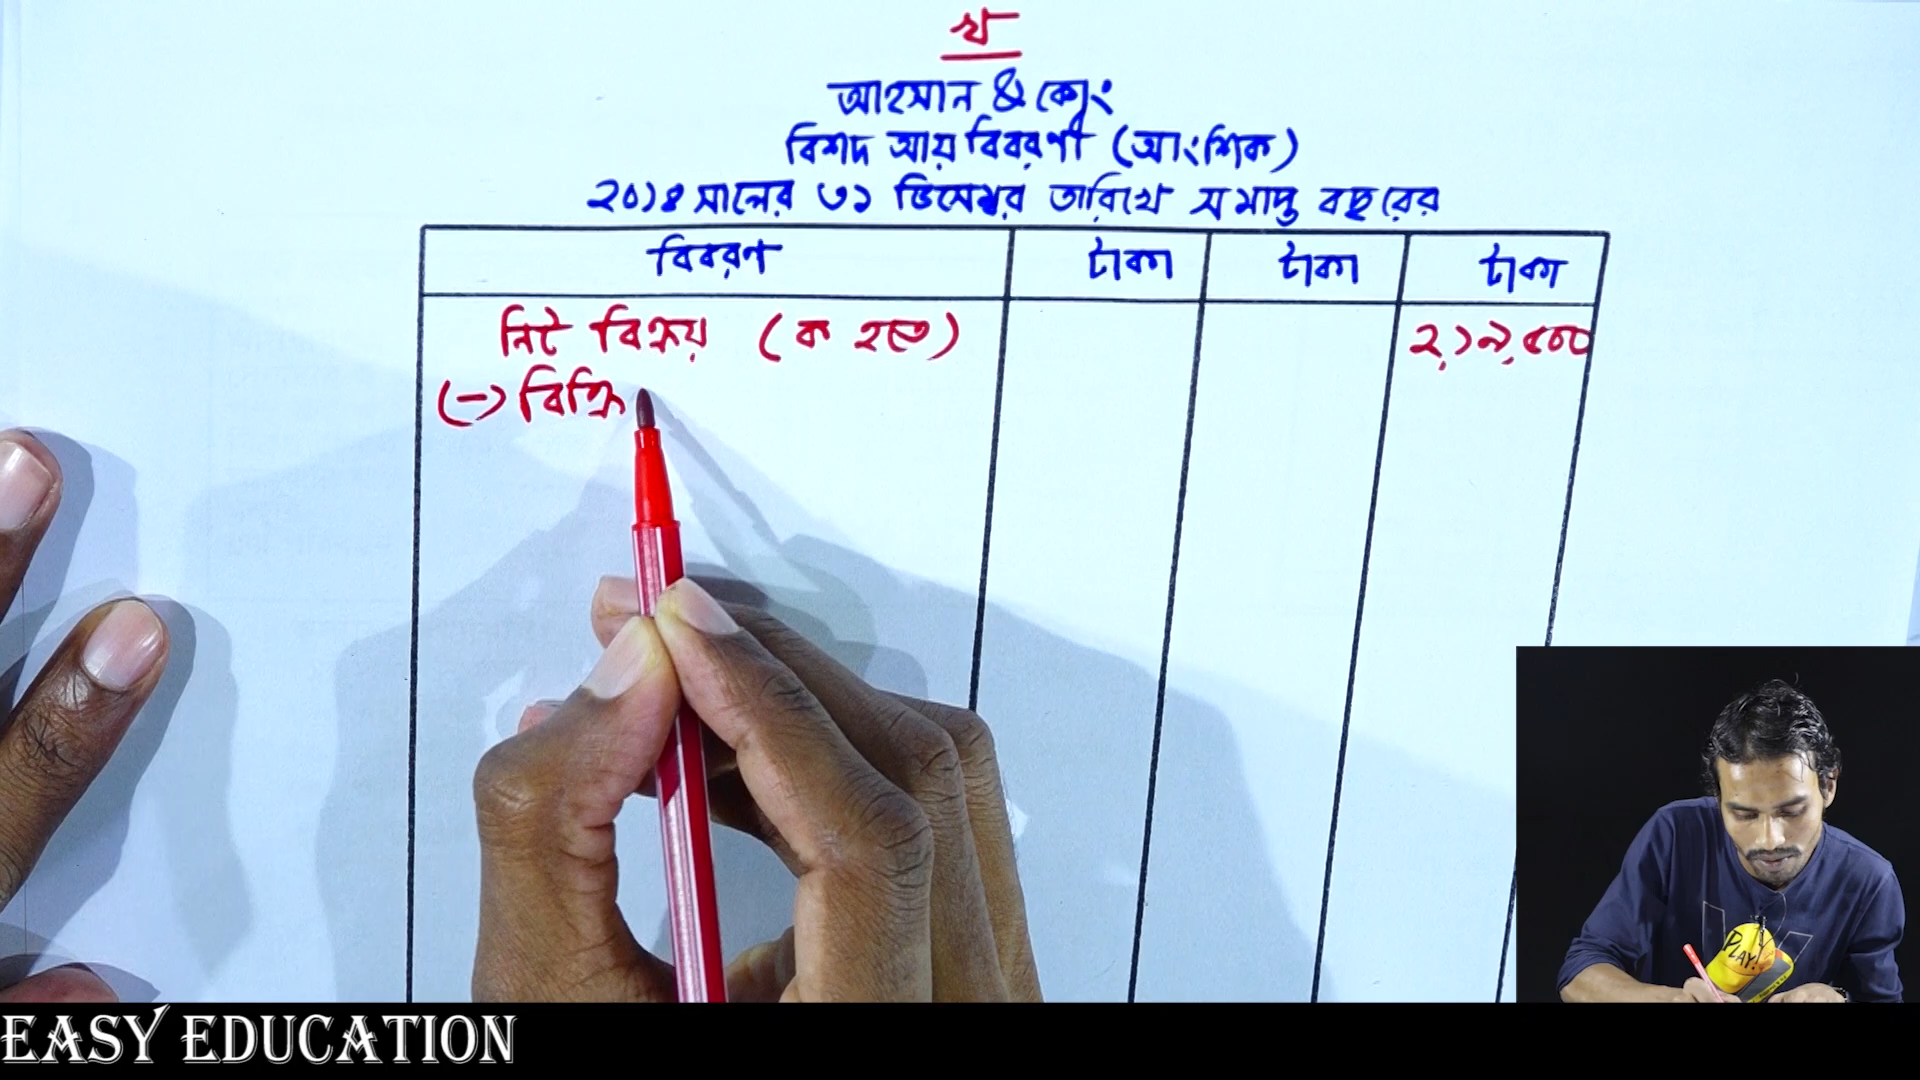 খ
আহসান & কোং
বিশদ আয় বিবরণী (আংশিক)
২০১৪ সালের ৩১ ডিসেম্বর তারিখে সমাপ্ত বছরের
বিবরণ টাকা টাকা টাকা
নিট বিক্রয় (ক হতে) ২,১৯,৫০০
(-) বিক্রি
PLAY!
EASY EDUCATION